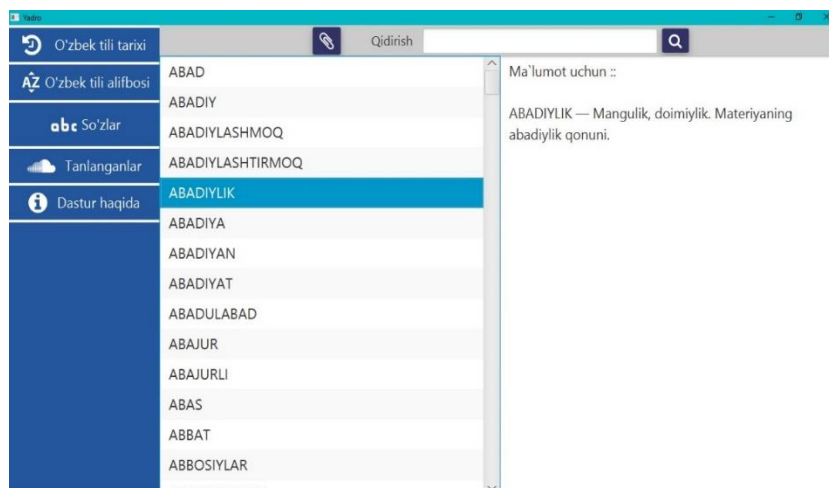 Yadro
O'zbek tili tarixi
O'zbek tili alifbosi
abc So'zlar
Tanlanganlar
Dastur haqida
Qidirish
ABAD
ABADIY
ABADIYLASHMOQ
ABADIYLASHTIRMOQ
ABADIYLIK
ABADIYA
ABADIYAN
ABADIYAT
ABADULABAD
ABAJUR
ABAJURLI
ABAS
ABBAT
ABBOSIYLAR
Ma`lumot uchun ::
ABADIYLIK — Mangulik, doimiylik. Materiyaning
abadiylik qonuni.